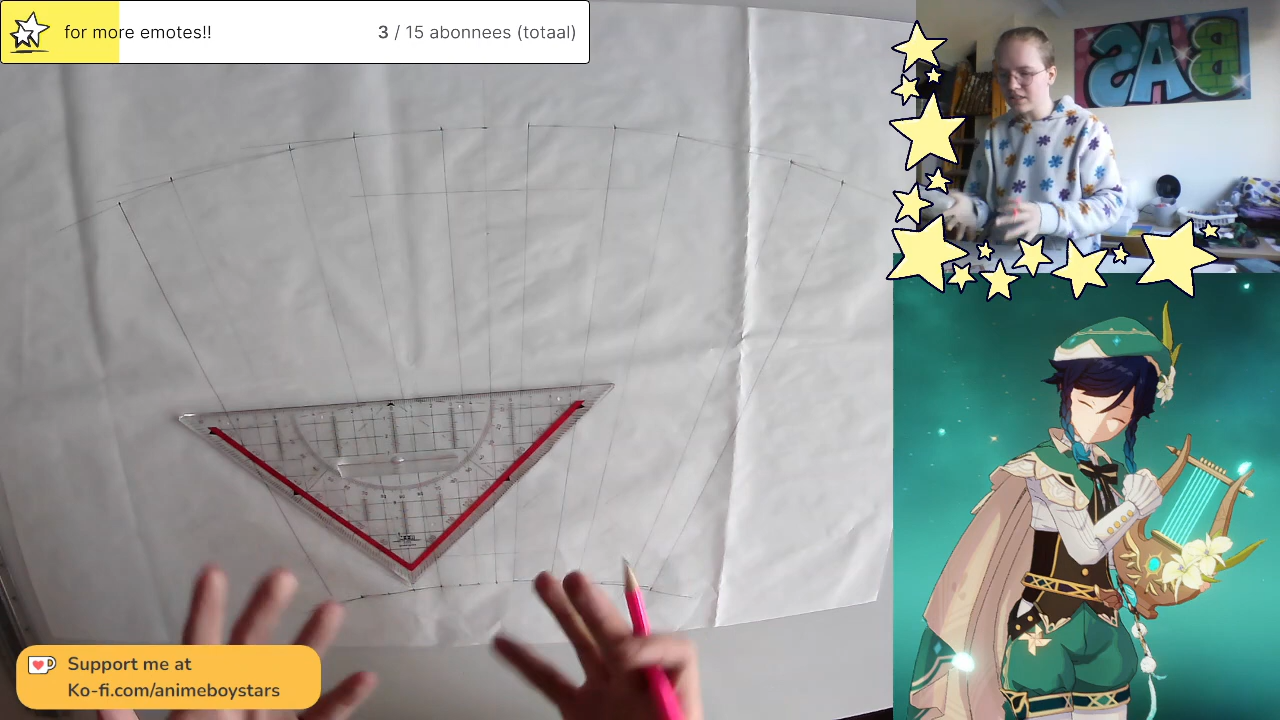 for more emotes!!
3 / 15 abonnees (totaal)
BAS
Support me at
Ko-fi.com/animeboystars